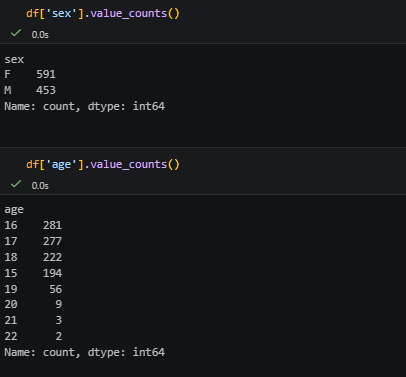 df['sex'].value_counts()
0.0s
sex
F    591
M    453
Name: count, dtype: int64
df['age'].value_counts()
0.0s
age
16    281
17    277
18    222
15    194
19     56
20      9
21      3
22      2
Name: count, dtype: int64